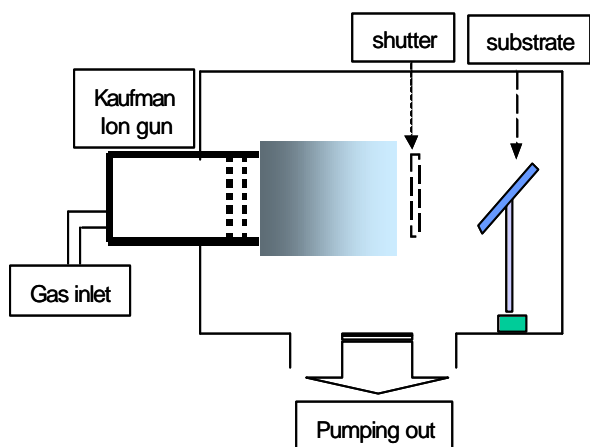 shutter
substrate
Kaufman
Ion gun
Gas inlet
Pumping out